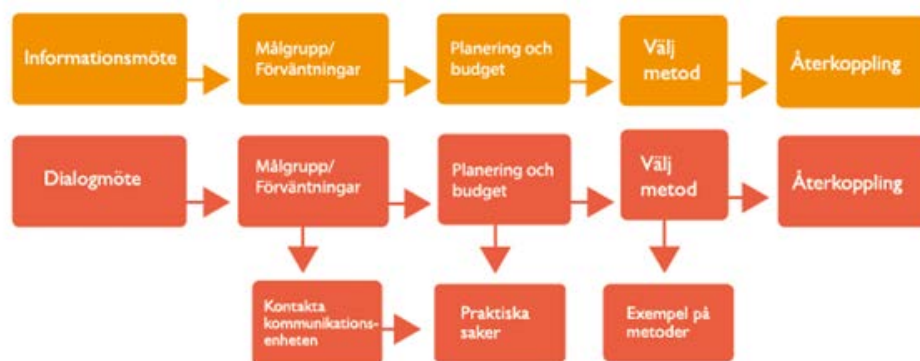 Informationsmöte
Målgrupp/
Förväntningar
Planering och
budget
Välj
metod
Återkoppling
Dialogmöte
Målgrupp/
Förväntningar
Planering och
budget
Välj
metod
Återkoppling
Kontakta
kommunikations-
enheten
Praktiska
saker
Exempel på
metoder